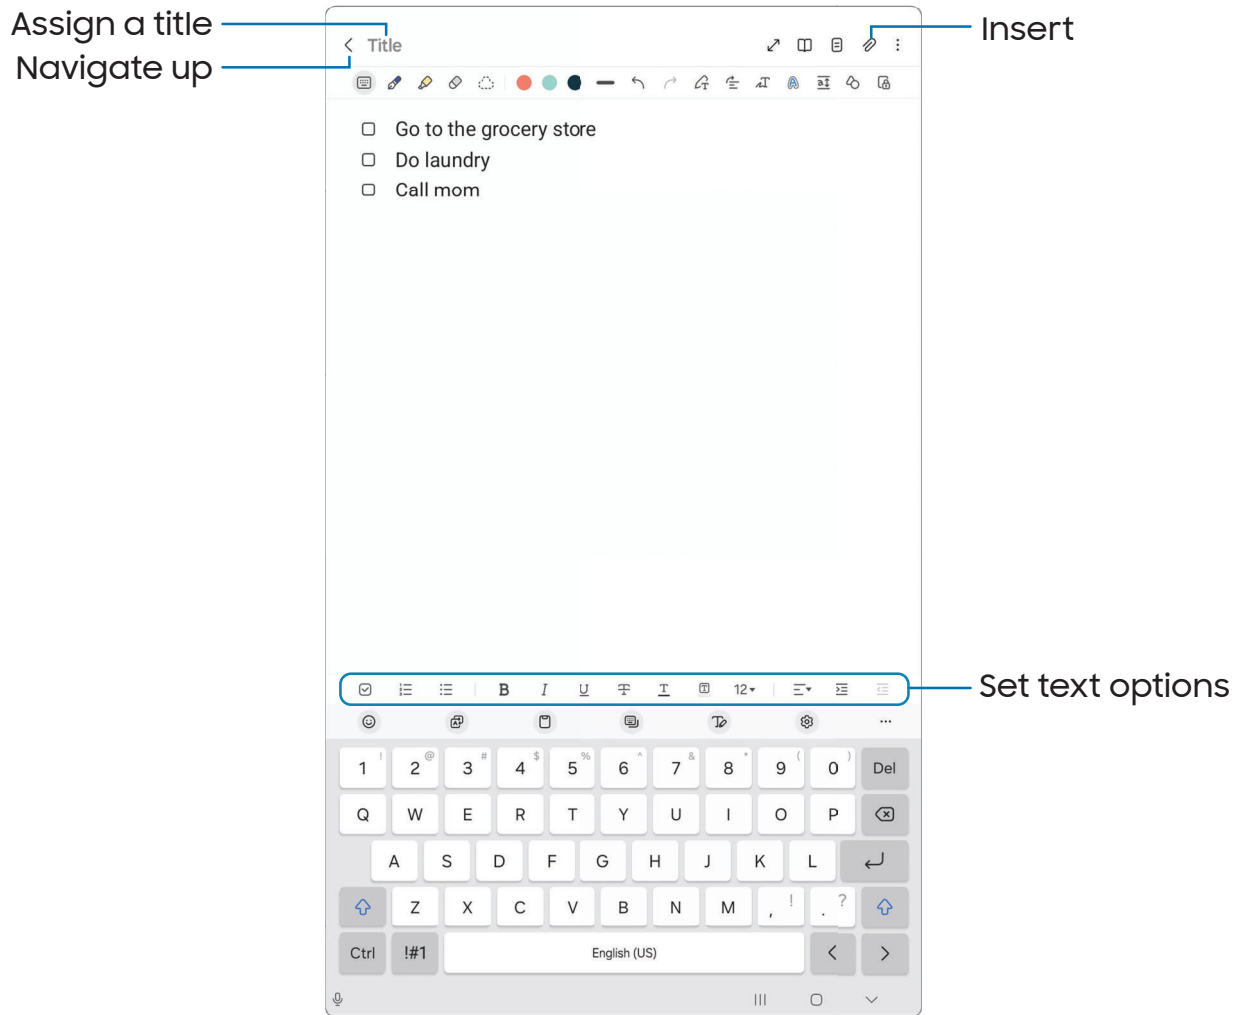 Assign a title
Navigate up
Insert
Title
Go to the grocery store
Do laundry
Call mom
B I U T T T 12
Set text options
1 ! 2 @ 3 # 4 $ 5 % 6 ^ 7 & 8 * 9 ( 0 ) Del
Q W E R T Y U I O P
A S D F G H J K L
Z X C V B N M , ! . ?
Ctrl !#1 English (US) < >